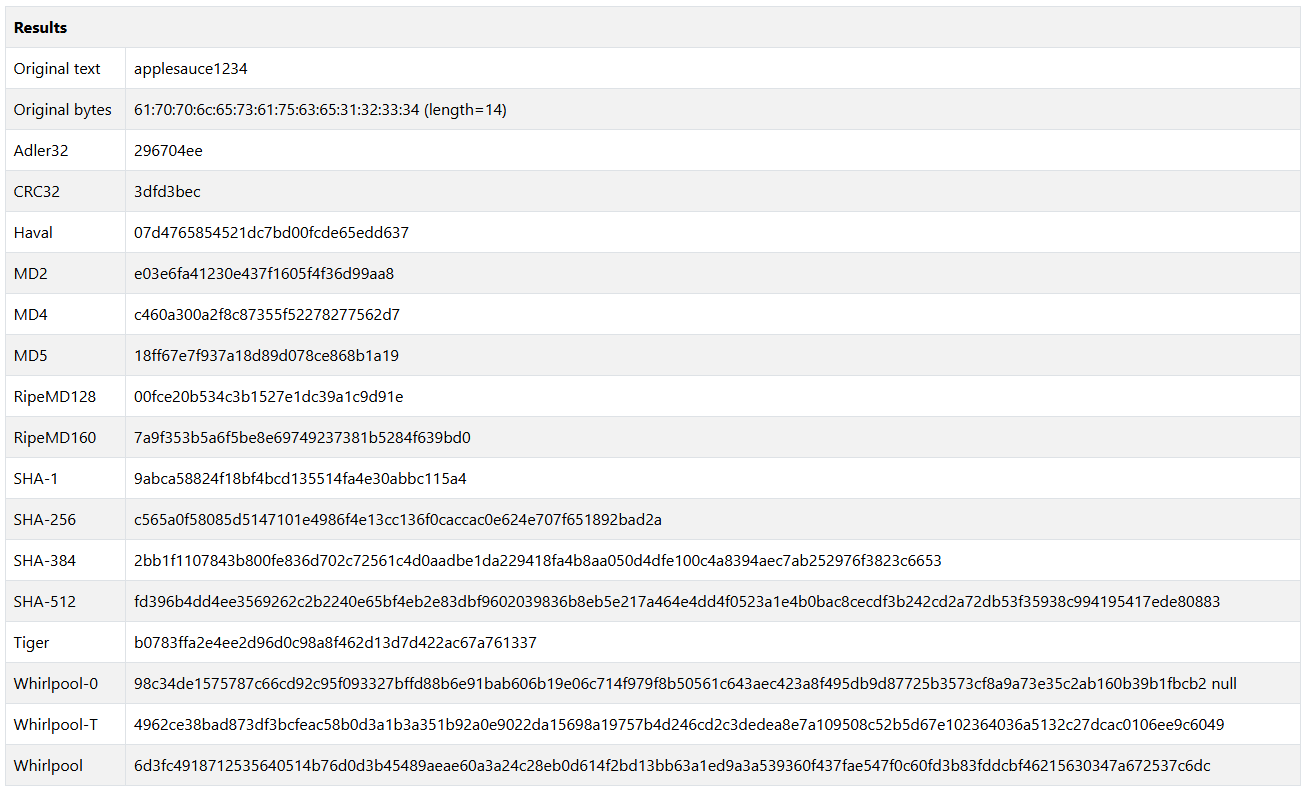 Results
Original text applesauce1234
Original bytes 61:70:70:6c:65:73:61:75:63:65:31:32:33:34 (length=14)
Adler32 296704ee
CRC32 3dfd3bec
Haval 07d4765854521dc7bd00fcde65edd637
MD2 e03e6fa41230e437f1605f4f36d99aa8
MD4 c460a300a2f8c87355f52278277562d7
MD5 18ff67e7f937a18d89d078ce868b1a19
RipeMD128 00fce20b534c3b1527e1dc39a1c9d91e
RipeMD160 7a9f353b5a6f5be8e69749237381b5284f639bd0
SHA-1 9abca58824f18bf4bcd135514fa4e30abbc115a4
SHA-256 c565a0f58085d5147101e4986f4e13cc136f0caccac0e624e707f651892bad2a
SHA-384 2bb1f1107843b800fe836d702c72561c4d0aadbe1da229418fa4b8aa050d4dfe100c4a8394aec7ab252976f3823c6653
SHA-512 fd396b4dd4ee3569262c2b2240e65bf4eb2e83dbf9602039836b8eb5e217a464e4dd4f0523a1e4b0bac8cecdf3b242cd2a72db53f35938c994195417ede80883
Tiger b0783ffa2e4ee2d96d0c98a8f462d13d7d422ac67a761337
Whirlpool-0 98c34de1575787c66cd92c95f093327bffd88b6e91bab606b19e06c714f979f8b50561c643aec423a8f495db9d87725b3573cf8a9a73e35c2ab160b39b1fbcb2 null
Whirlpool-T 4962ce38bad873df3bcfeac58b0d3a1b3a351b92a0e9022da15698a19757b4d246cd2c3dedea8e7a109508c52b5d67e102364036a5132c27dcac0106ee9c6049
Whirlpool 6d3fc4918712535640514b76d0d3b45489aeae60a3a24c28eb0d614f2bd13bb63a1ed9a3a539360f437fae547f0c60fd3b83fddcbf46215630347a672537c6dc